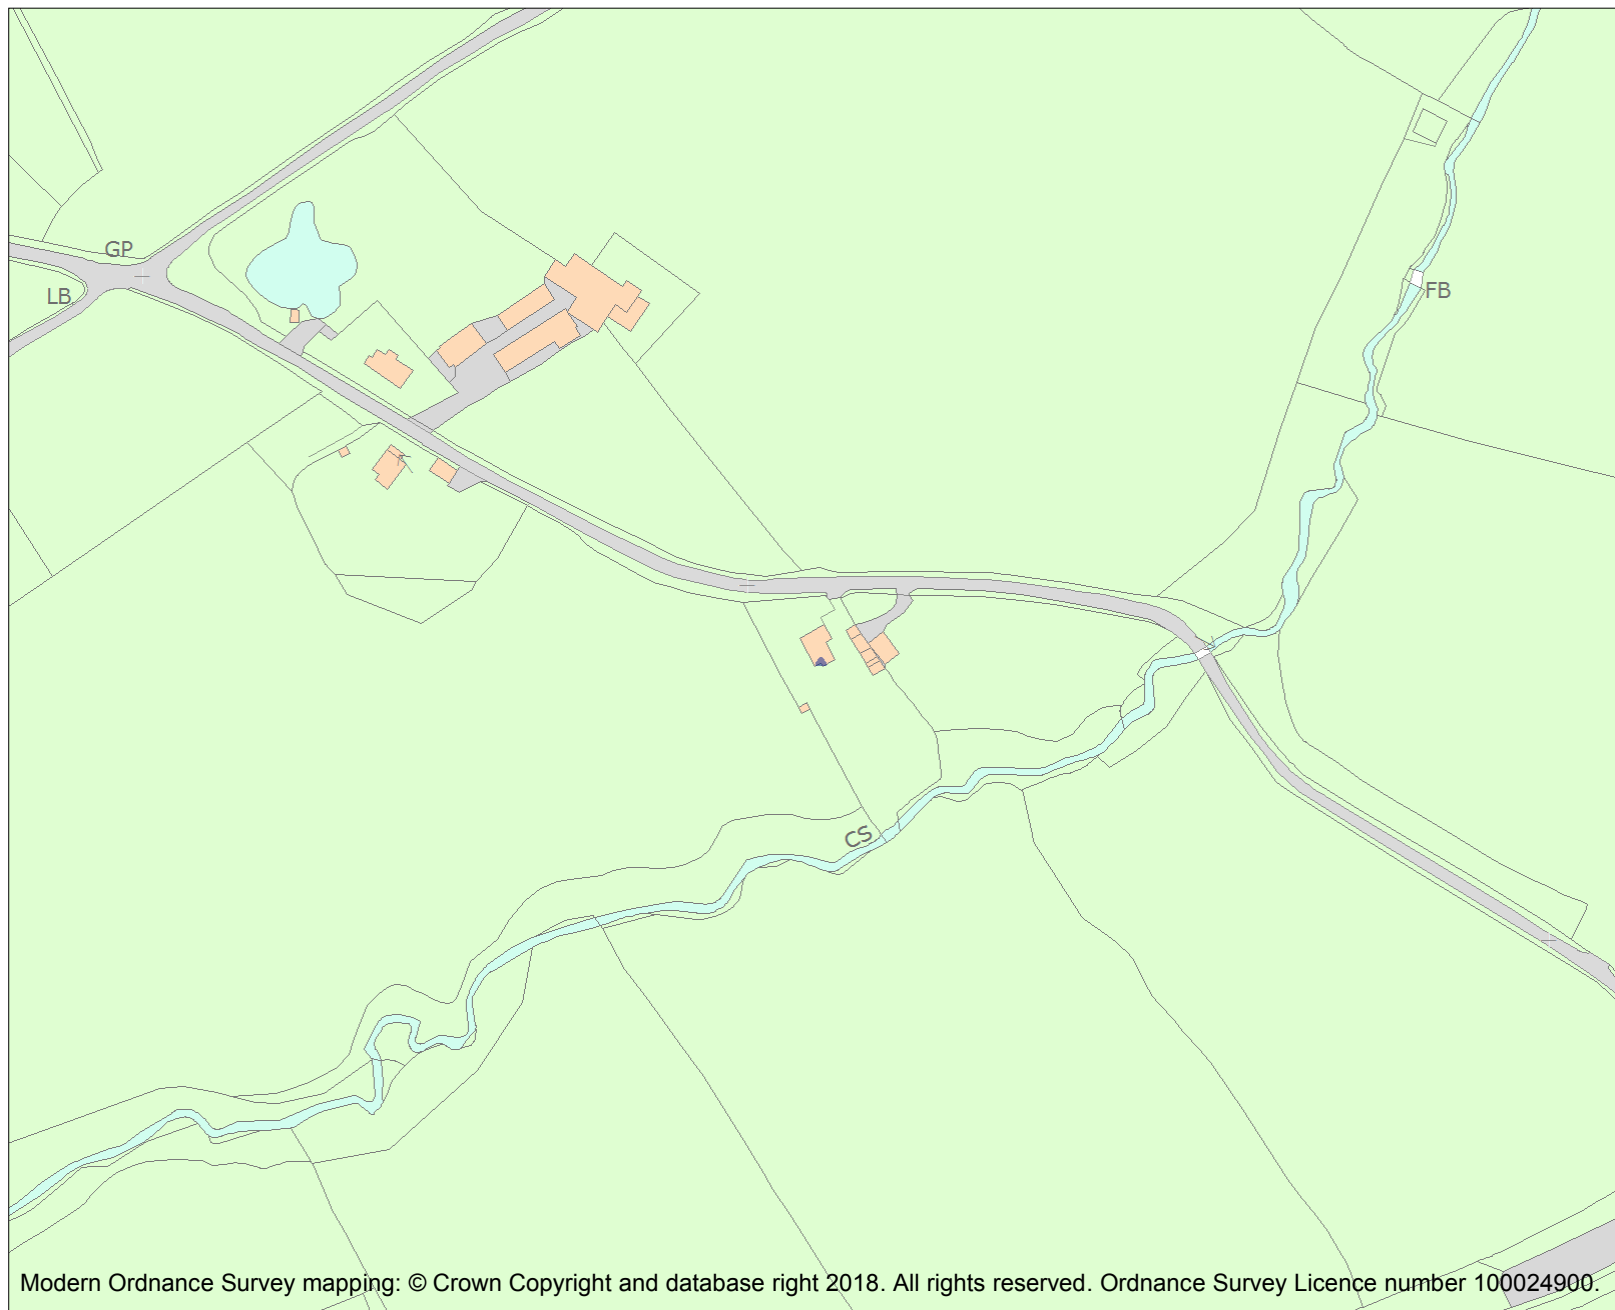 GP
LB
FB
CS
Modern Ordnance Survey mapping: © Crown Copyright and database right 2018. All rights reserved. Ordnance Survey Licence number 100024900.